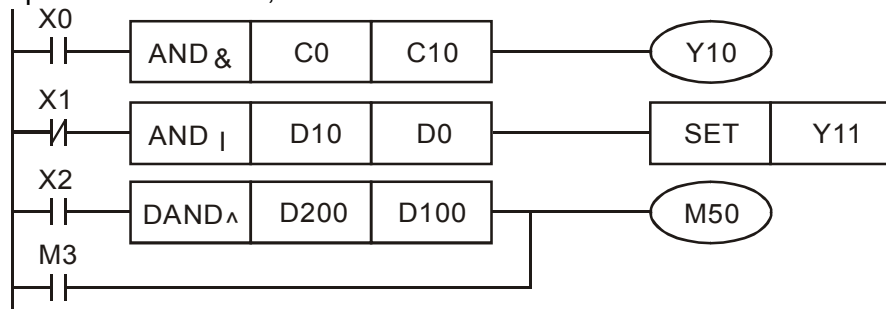 X0
AND & C0 C10 Y10
X1
AND | D10 D0 SET Y11
X2
DAND ^ D200 D100 M50
M3